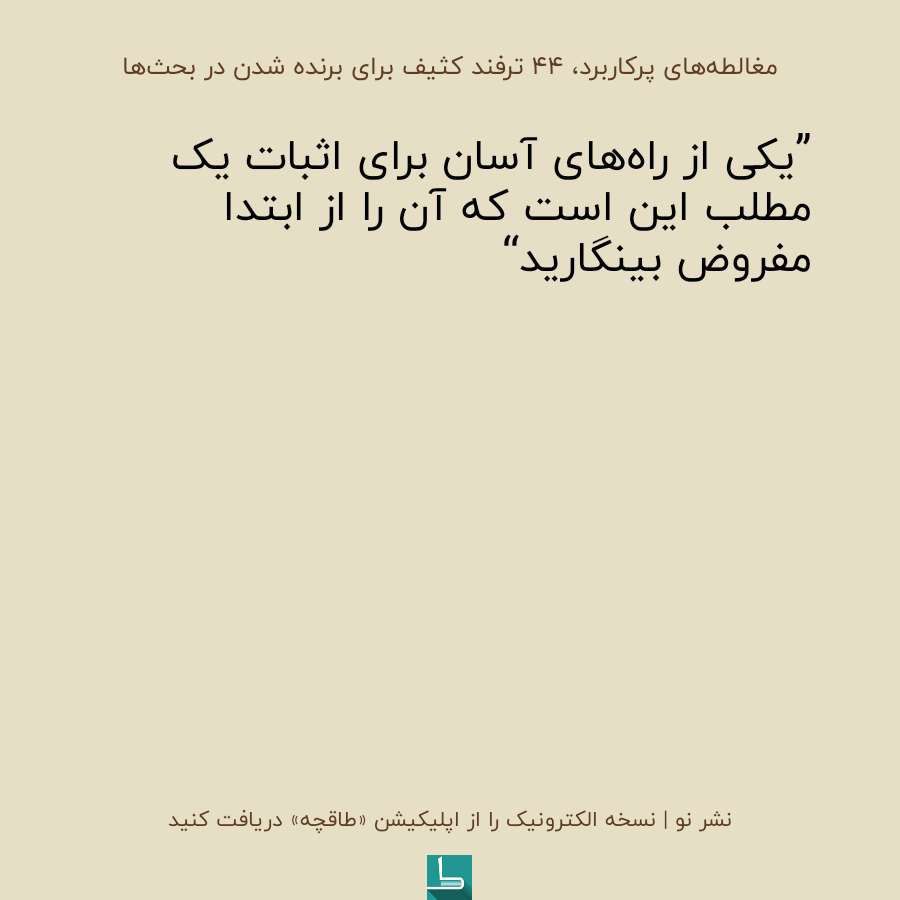 مغالطه‌های پرکاربرد، ۴۴ ترفند کثیف برای برنده شدن در بحث‌ها
”یکی از راه‌های آسان برای اثبات یک
مطلب این است که آن را از ابتدا
مفروض بینگارید“
نشر نو | نسخه الکترونیک را از اپلیکیشن «طاقچه» دریافت کنید